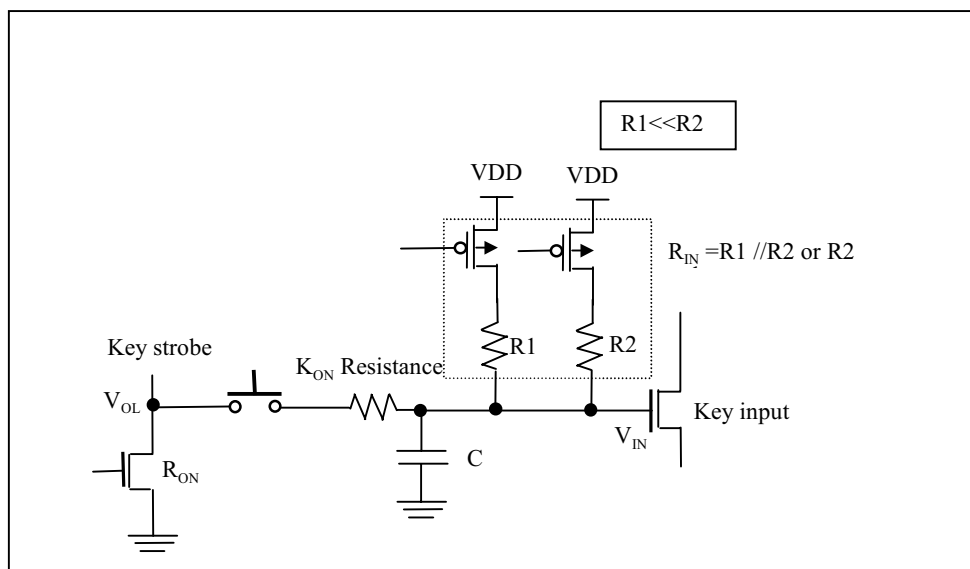 R1<<R2
VDD
VDD
R_IN =R1 //R2 or R2
R1
R2
Key strobe
K_ON Resistance
V_OL
Key input
V_IN
C
R_ON